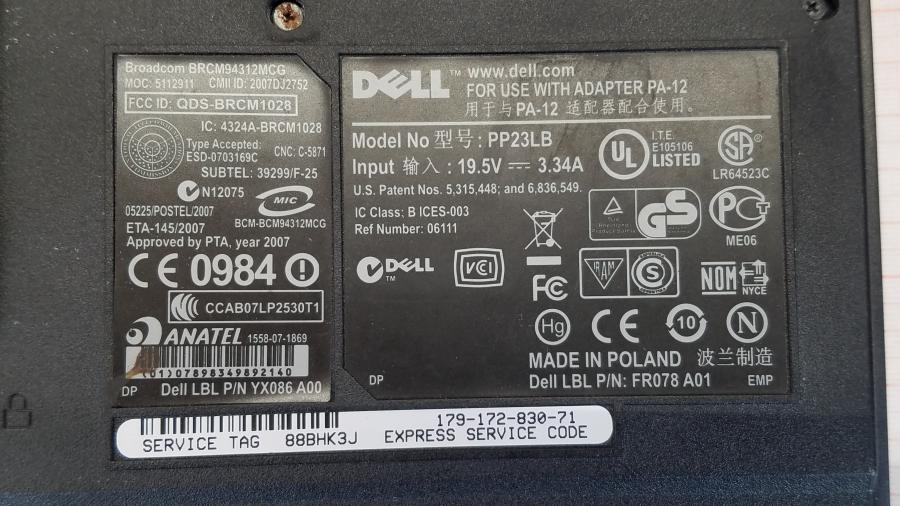 Broadcom BRCM94312MCG
MOC: 5112911 CMII ID: 2007DJ2752
FCC ID: QDS-BRCM1028
IC: 4324A-BRCM1028
Type Accepted:
ESD-0703169C CNC: C-5871
SUBTEL: 39299/F-25
N12075
MIC
05225/POSTEL/2007
BCM-BCM94312MCG
ETA-145/2007
Approved by PTA, year 2007
CE 0984
CCAB07LP2530T1
ANATEL 1558-07-1869
(01)07898349892140
DP Dell LBL P/N YX086 A00
DELL™ www.dell.com
FOR USE WITH ADAPTER PA-12
用于与PA-12 适配器配合使用。
Model No 型号: PP23LB
Input 输入: 19.5V 3.34A
U.S. Patent Nos. 5,315,448; and 6,836,549.
IC Class: B ICES-003
Ref Number: 06111
UL
I.T.E.
E105106
LISTED
SA
LR64523C
GS
ME06
DELL
TM
VCI
FC
S
NOM
NYCE
Hg
CE
10
N
MADE IN POLAND 波兰制造
DP Dell LBL P/N: FR078 A01 EMP
179-172-830-71
SERVICE TAG 88BHK3J EXPRESS SERVICE CODE